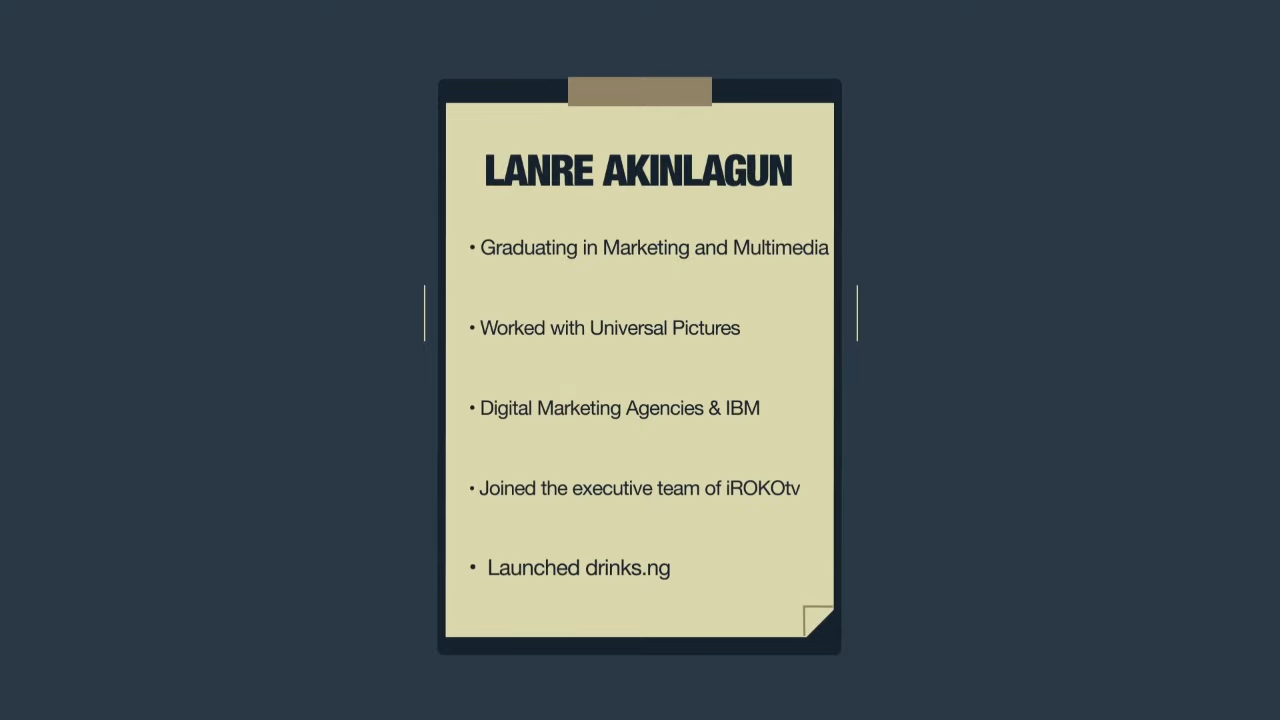 LANRE AKINLAGUN
• Graduating in Marketing and Multimedia
• Worked with Universal Pictures
• Digital Marketing Agencies & IBM
• Joined the executive team of iROKOtv
• Launched drinks.ng